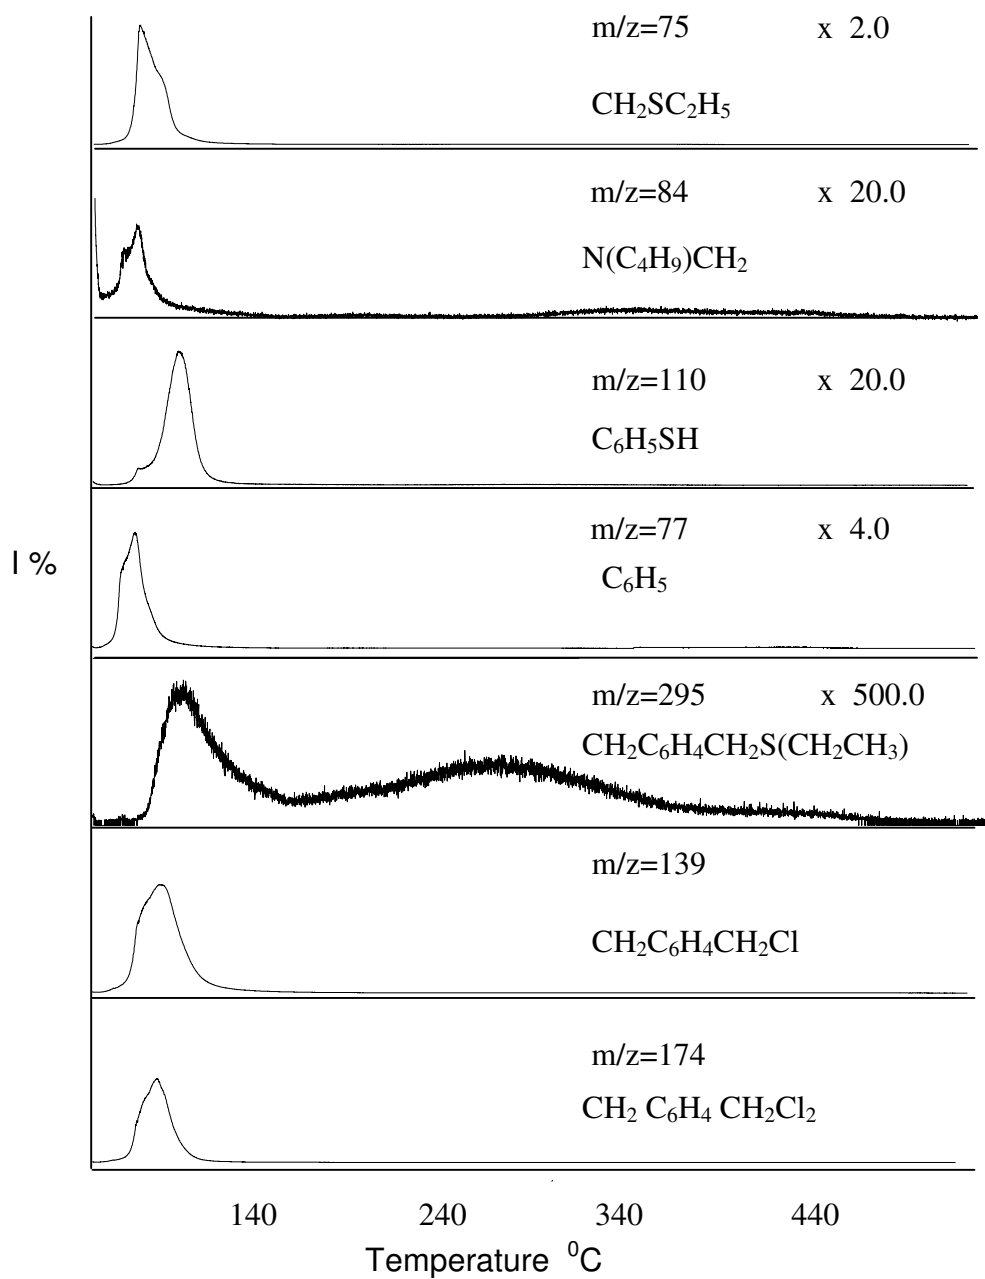 m/z=75 x 2.0
CH₂SC₂H₅
m/z=84 x 20.0
N(C₄H₉)CH₂
m/z=110 x 20.0
C₆H₅SH
m/z=77 x 4.0
I %
C₆H₅
m/z=295 x 500.0
CH₂C₆H₄CH₂S(CH₂CH₃)
m/z=139
CH₂C₆H₄CH₂Cl
m/z=174
CH₂ C₆H₄ CH₂Cl₂
140 240 340 440
Temperature ⁰C